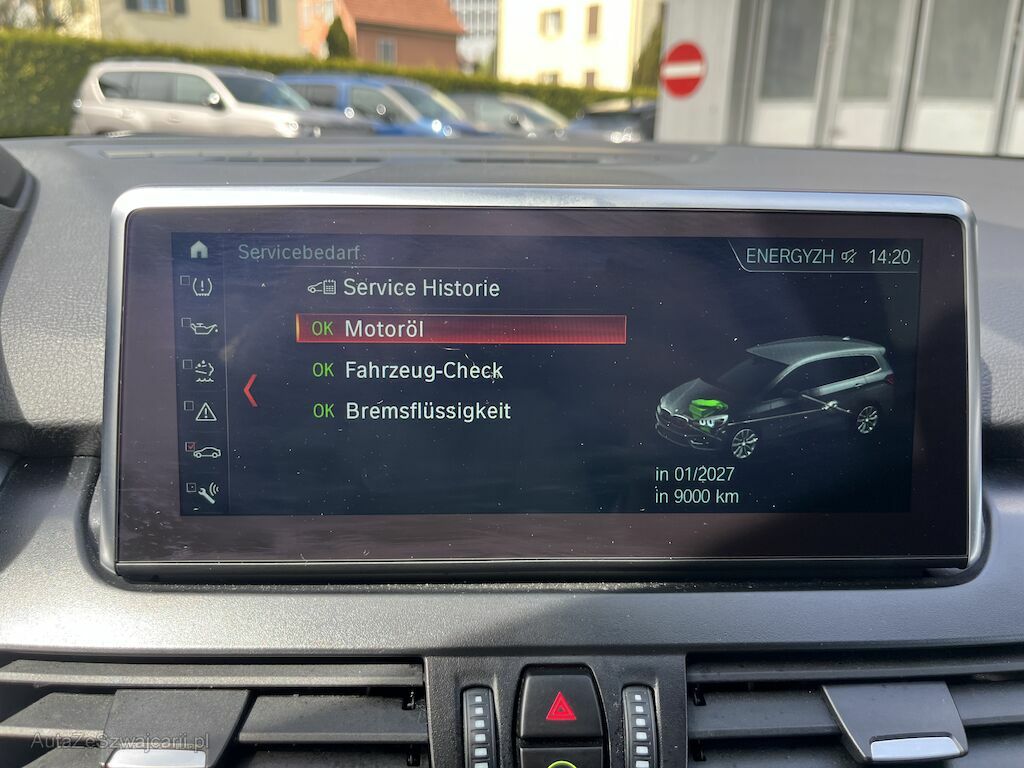 Servicebedarf
ENERGYZH 14:20
Service Historie
OK Motoröl
OK Fahrzeug-Check
OK Bremsflüssigkeit
in 01/2027
in 9000 km
AutaZeSzwajcarii.pl